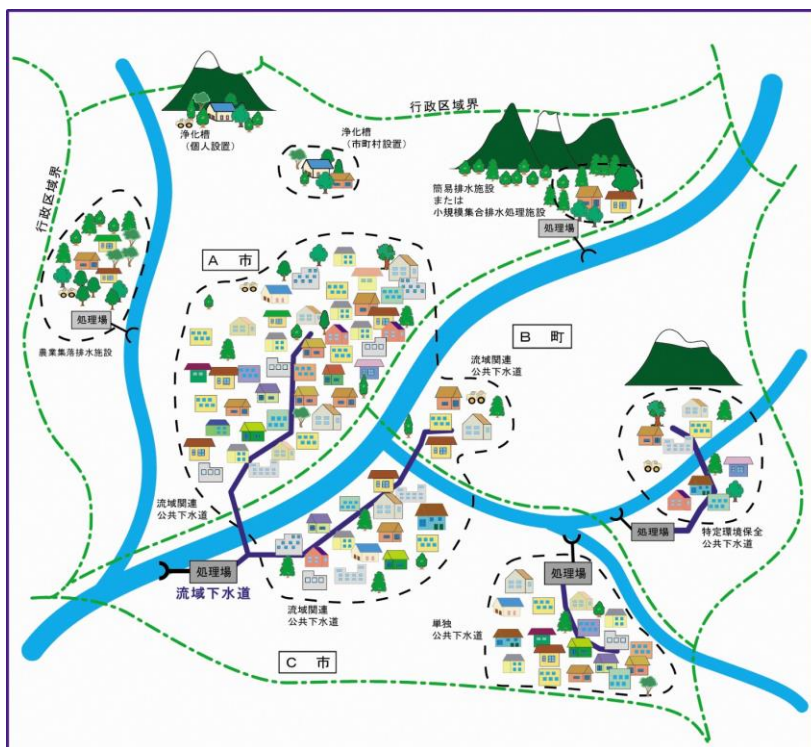 行政区域界
浄化槽
(個人設置)
浄化槽
(市町村設置)
行政区域界
簡易排水施設
または
小規模集合排水処理施設
処理場
A 市
B 町
処理場
農業集落排水施設
流域関連
公共下水道
流域関連
公共下水道
処理場
流域下水道
流域関連
公共下水道
処理場
特定環境保全
公共下水道
処理場
単独
公共下水道
C 市